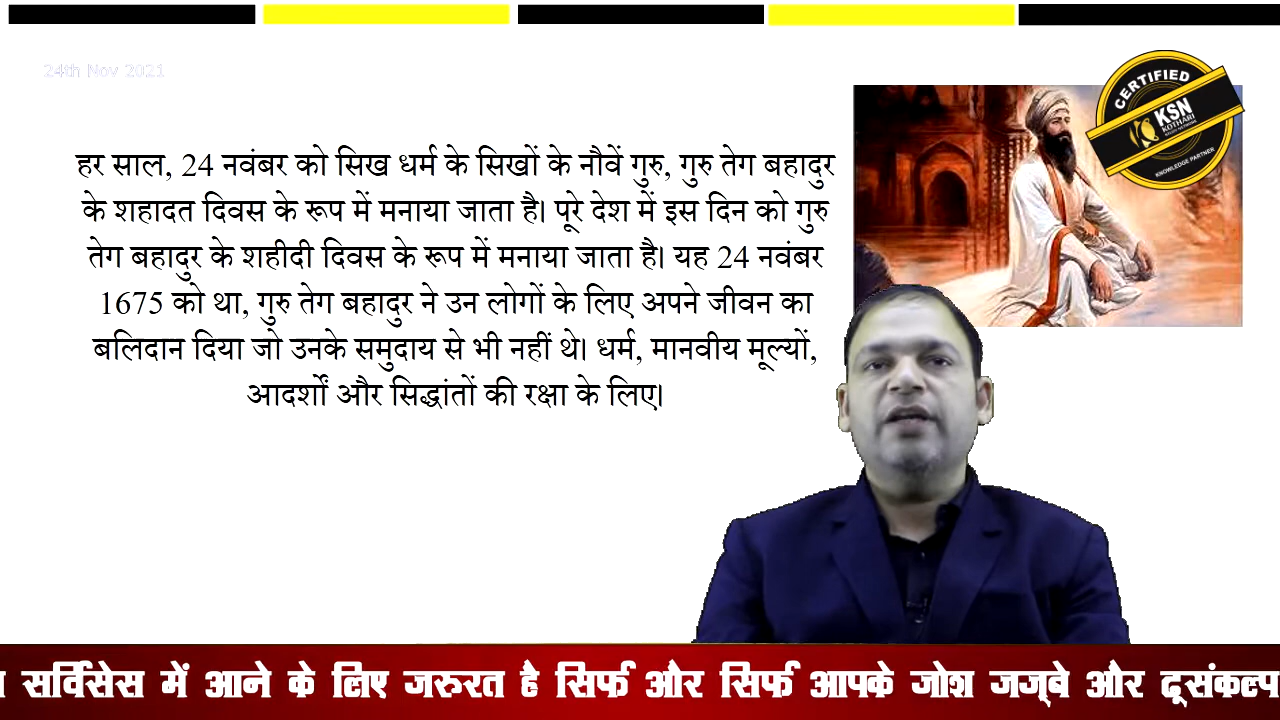 24th Nov 2021
CERTIFIED
KSN
KOTHARI
KNOWLEDGE PARTNER
हर साल, 24 नवंबर को सिख धर्म के सिखों के नौवें गुरु, गुरु तेग बहादुर
के शहादत दिवस के रूप में मनाया जाता है। पूरे देश में इस दिन को गुरु
तेग बहादुर के शहीदी दिवस के रूप में मनाया जाता है। यह 24 नवंबर
1675 को था, गुरु तेग बहादुर ने उन लोगों के लिए अपने जीवन का
बलिदान दिया जो उनके समुदाय से भी नहीं थे। धर्म, मानवीय मूल्यों,
आदर्शों और सिद्धांतों की रक्षा के लिए।
सर्विसेस में आने के लिए जरुरत है सिर्फ और सिर्फ आपके जोश जज्बे और दृसंकल्प